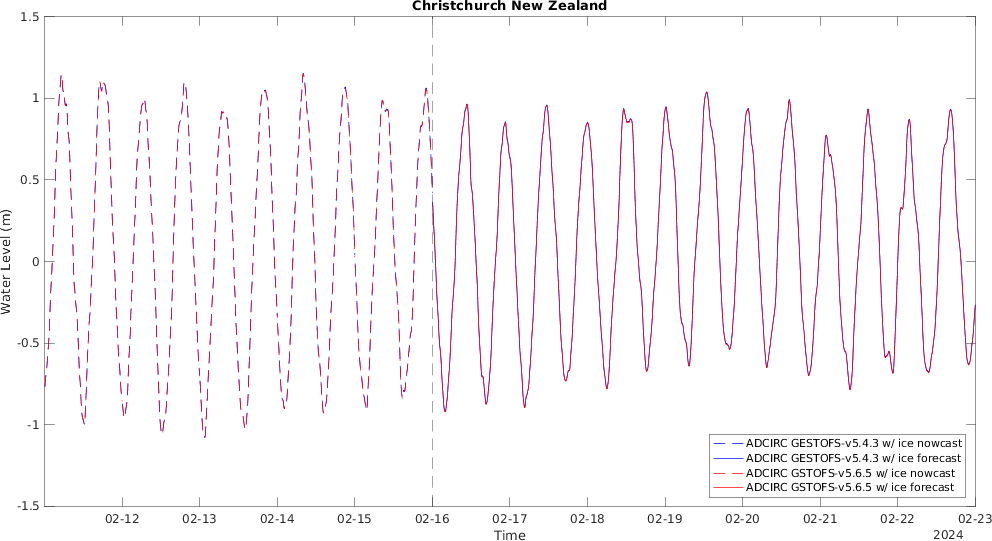 Christchurch New Zealand
1.5
1
0.5
0
-0.5
-1
-1.5
Water Level (m)
02-12 02-13 02-14 02-15 02-16 02-17 02-18 02-19 02-20 02-21 02-22 02-23
Time
2024
ADCIRC GESTOFS-v5.4.3 w/ ice nowcast
ADCIRC GESTOFS-v5.4.3 w/ ice forecast
ADCIRC GSTOFS-v5.6.5 w/ ice nowcast
ADCIRC GSTOFS-v5.6.5 w/ ice forecast